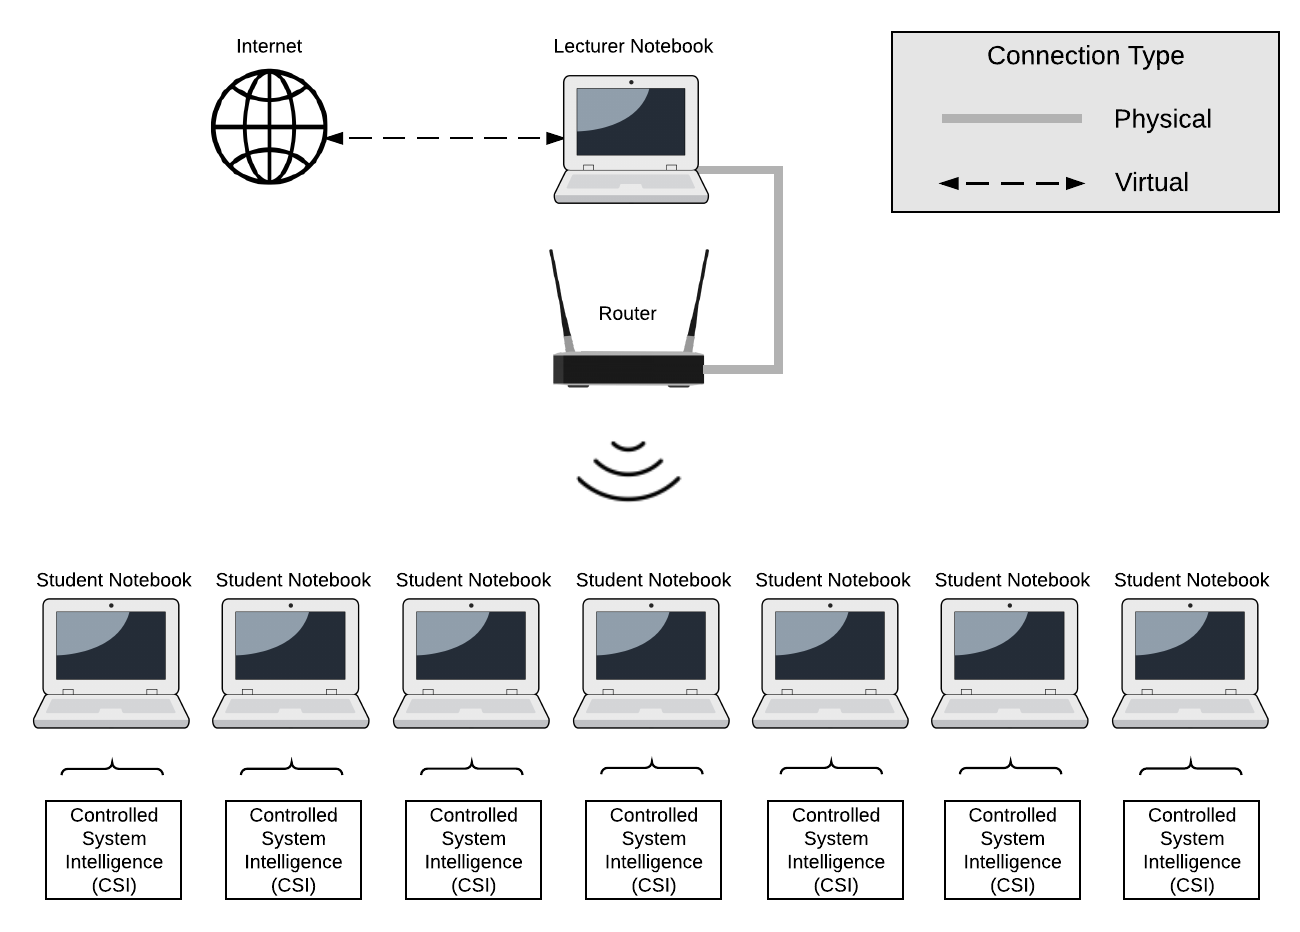 Internet
Lecturer Notebook
Connection Type
Physical
Virtual
Router
Student Notebook
Student Notebook
Student Notebook
Student Notebook
Student Notebook
Student Notebook
Student Notebook
Controlled
System
Intelligence
(CSI)
Controlled
System
Intelligence
(CSI)
Controlled
System
Intelligence
(CSI)
Controlled
System
Intelligence
(CSI)
Controlled
System
Intelligence
(CSI)
Controlled
System
Intelligence
(CSI)
Controlled
System
Intelligence
(CSI)